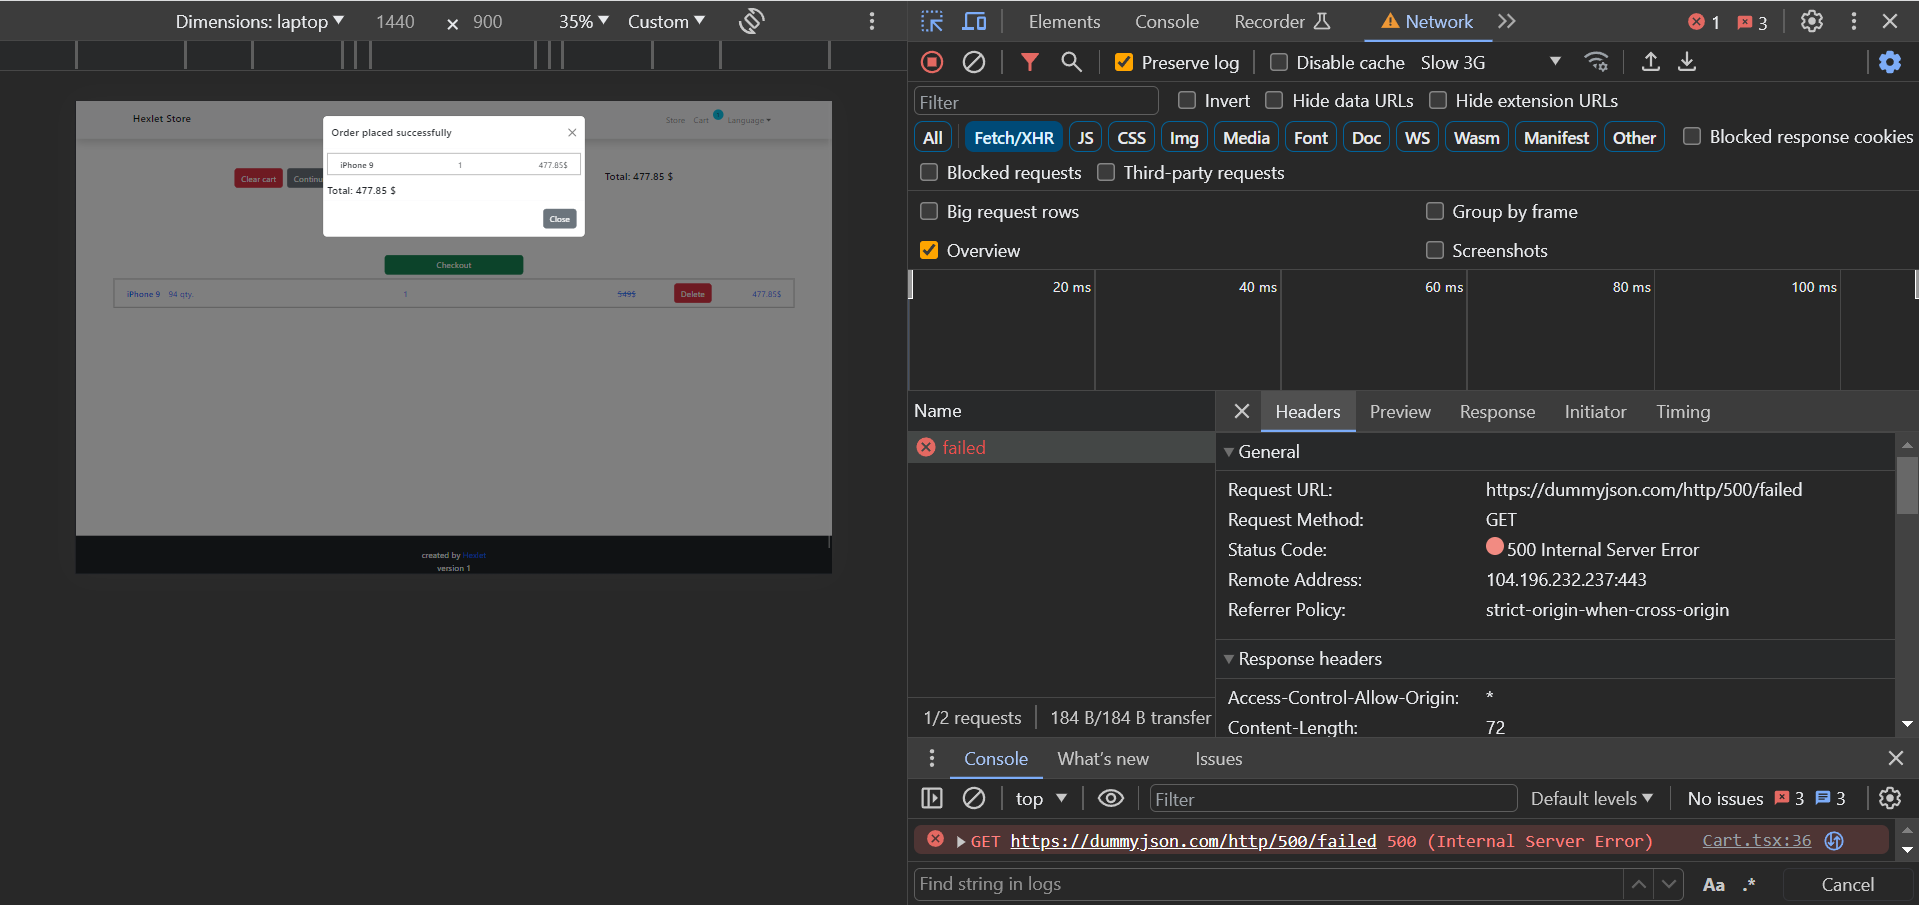 Dimensions: laptop 1440 × 900 35% Custom
Hexlet Store Store Cart 1 Language
Order placed successfully
iPhone 9 1 477.85$
Total: 477.85 $
Close
Clear cart Continu Total: 477.85 $
Checkout
iPhone 9 94 qty. 1 549$ Delete 477.85$
created by Hexlet
version 1
Elements Console Recorder Network 1 3
Preserve log Disable cache Slow 3G
Filter Invert Hide data URLs Hide extension URLs
All Fetch/XHR JS CSS Img Media Font Doc WS Wasm Manifest Other Blocked response cookies
Blocked requests Third-party requests
Big request rows Group by frame
Overview Screenshots
20 ms 40 ms 60 ms 80 ms 100 ms
Name Headers Preview Response Initiator Timing
failed
General
Request URL: https://dummyjson.com/http/500/failed
Request Method: GET
Status Code: 500 Internal Server Error
Remote Address: 104.196.232.237:443
Referrer Policy: strict-origin-when-cross-origin
Response headers
Access-Control-Allow-Origin: *
Content-Length: 72
1/2 requests 184 B/184 B transfer
Console What's new Issues
top Filter Default levels No issues 3 3
GET https://dummyjson.com/http/500/failed 500 (Internal Server Error) Cart.tsx:36
Find string in logs Aa .* Cancel